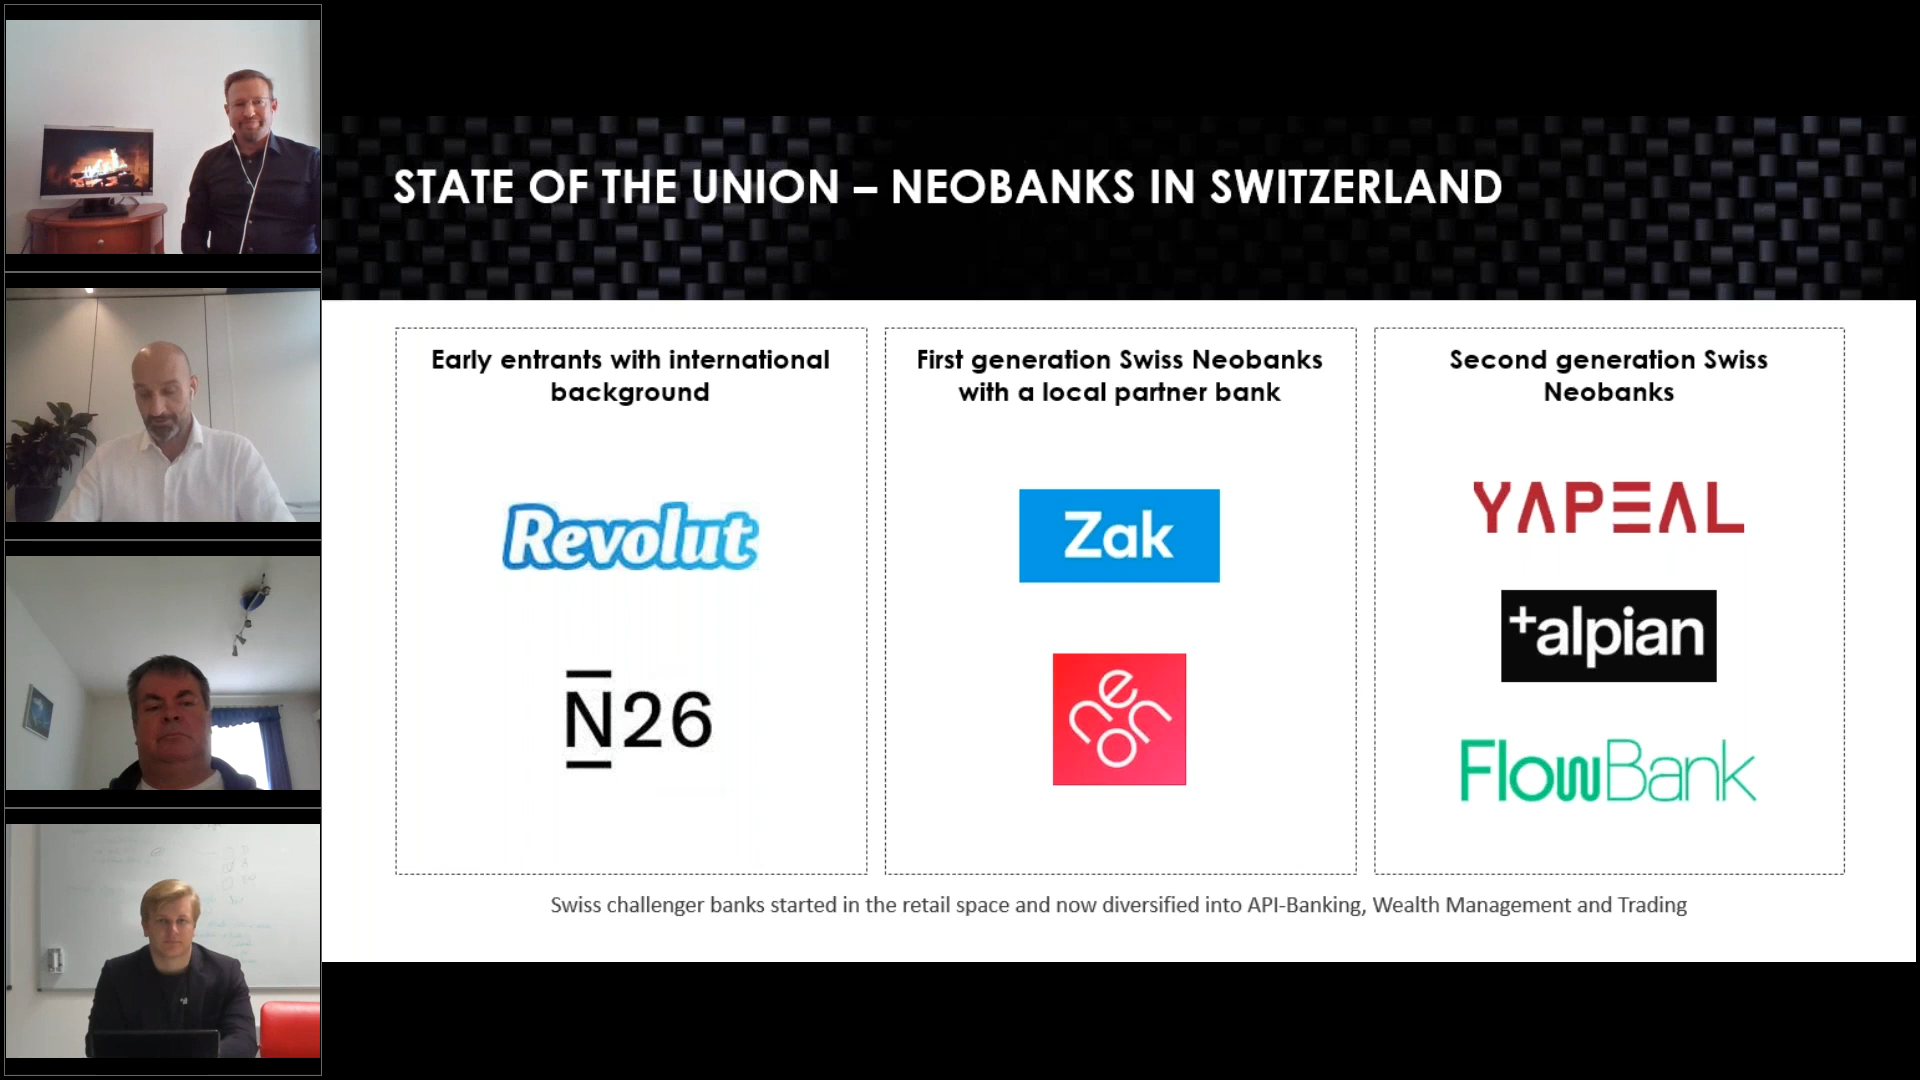 STATE OF THE UNION – NEOBANKS IN SWITZERLAND
Early entrants with international
background
Revolut
N26
First generation Swiss Neobanks
with a local partner bank
Zak
neon
Second generation Swiss
Neobanks
YAPEAL
+alpian
FlowBank
Swiss challenger banks started in the retail space and now diversified into API-Banking, Wealth Management and Trading